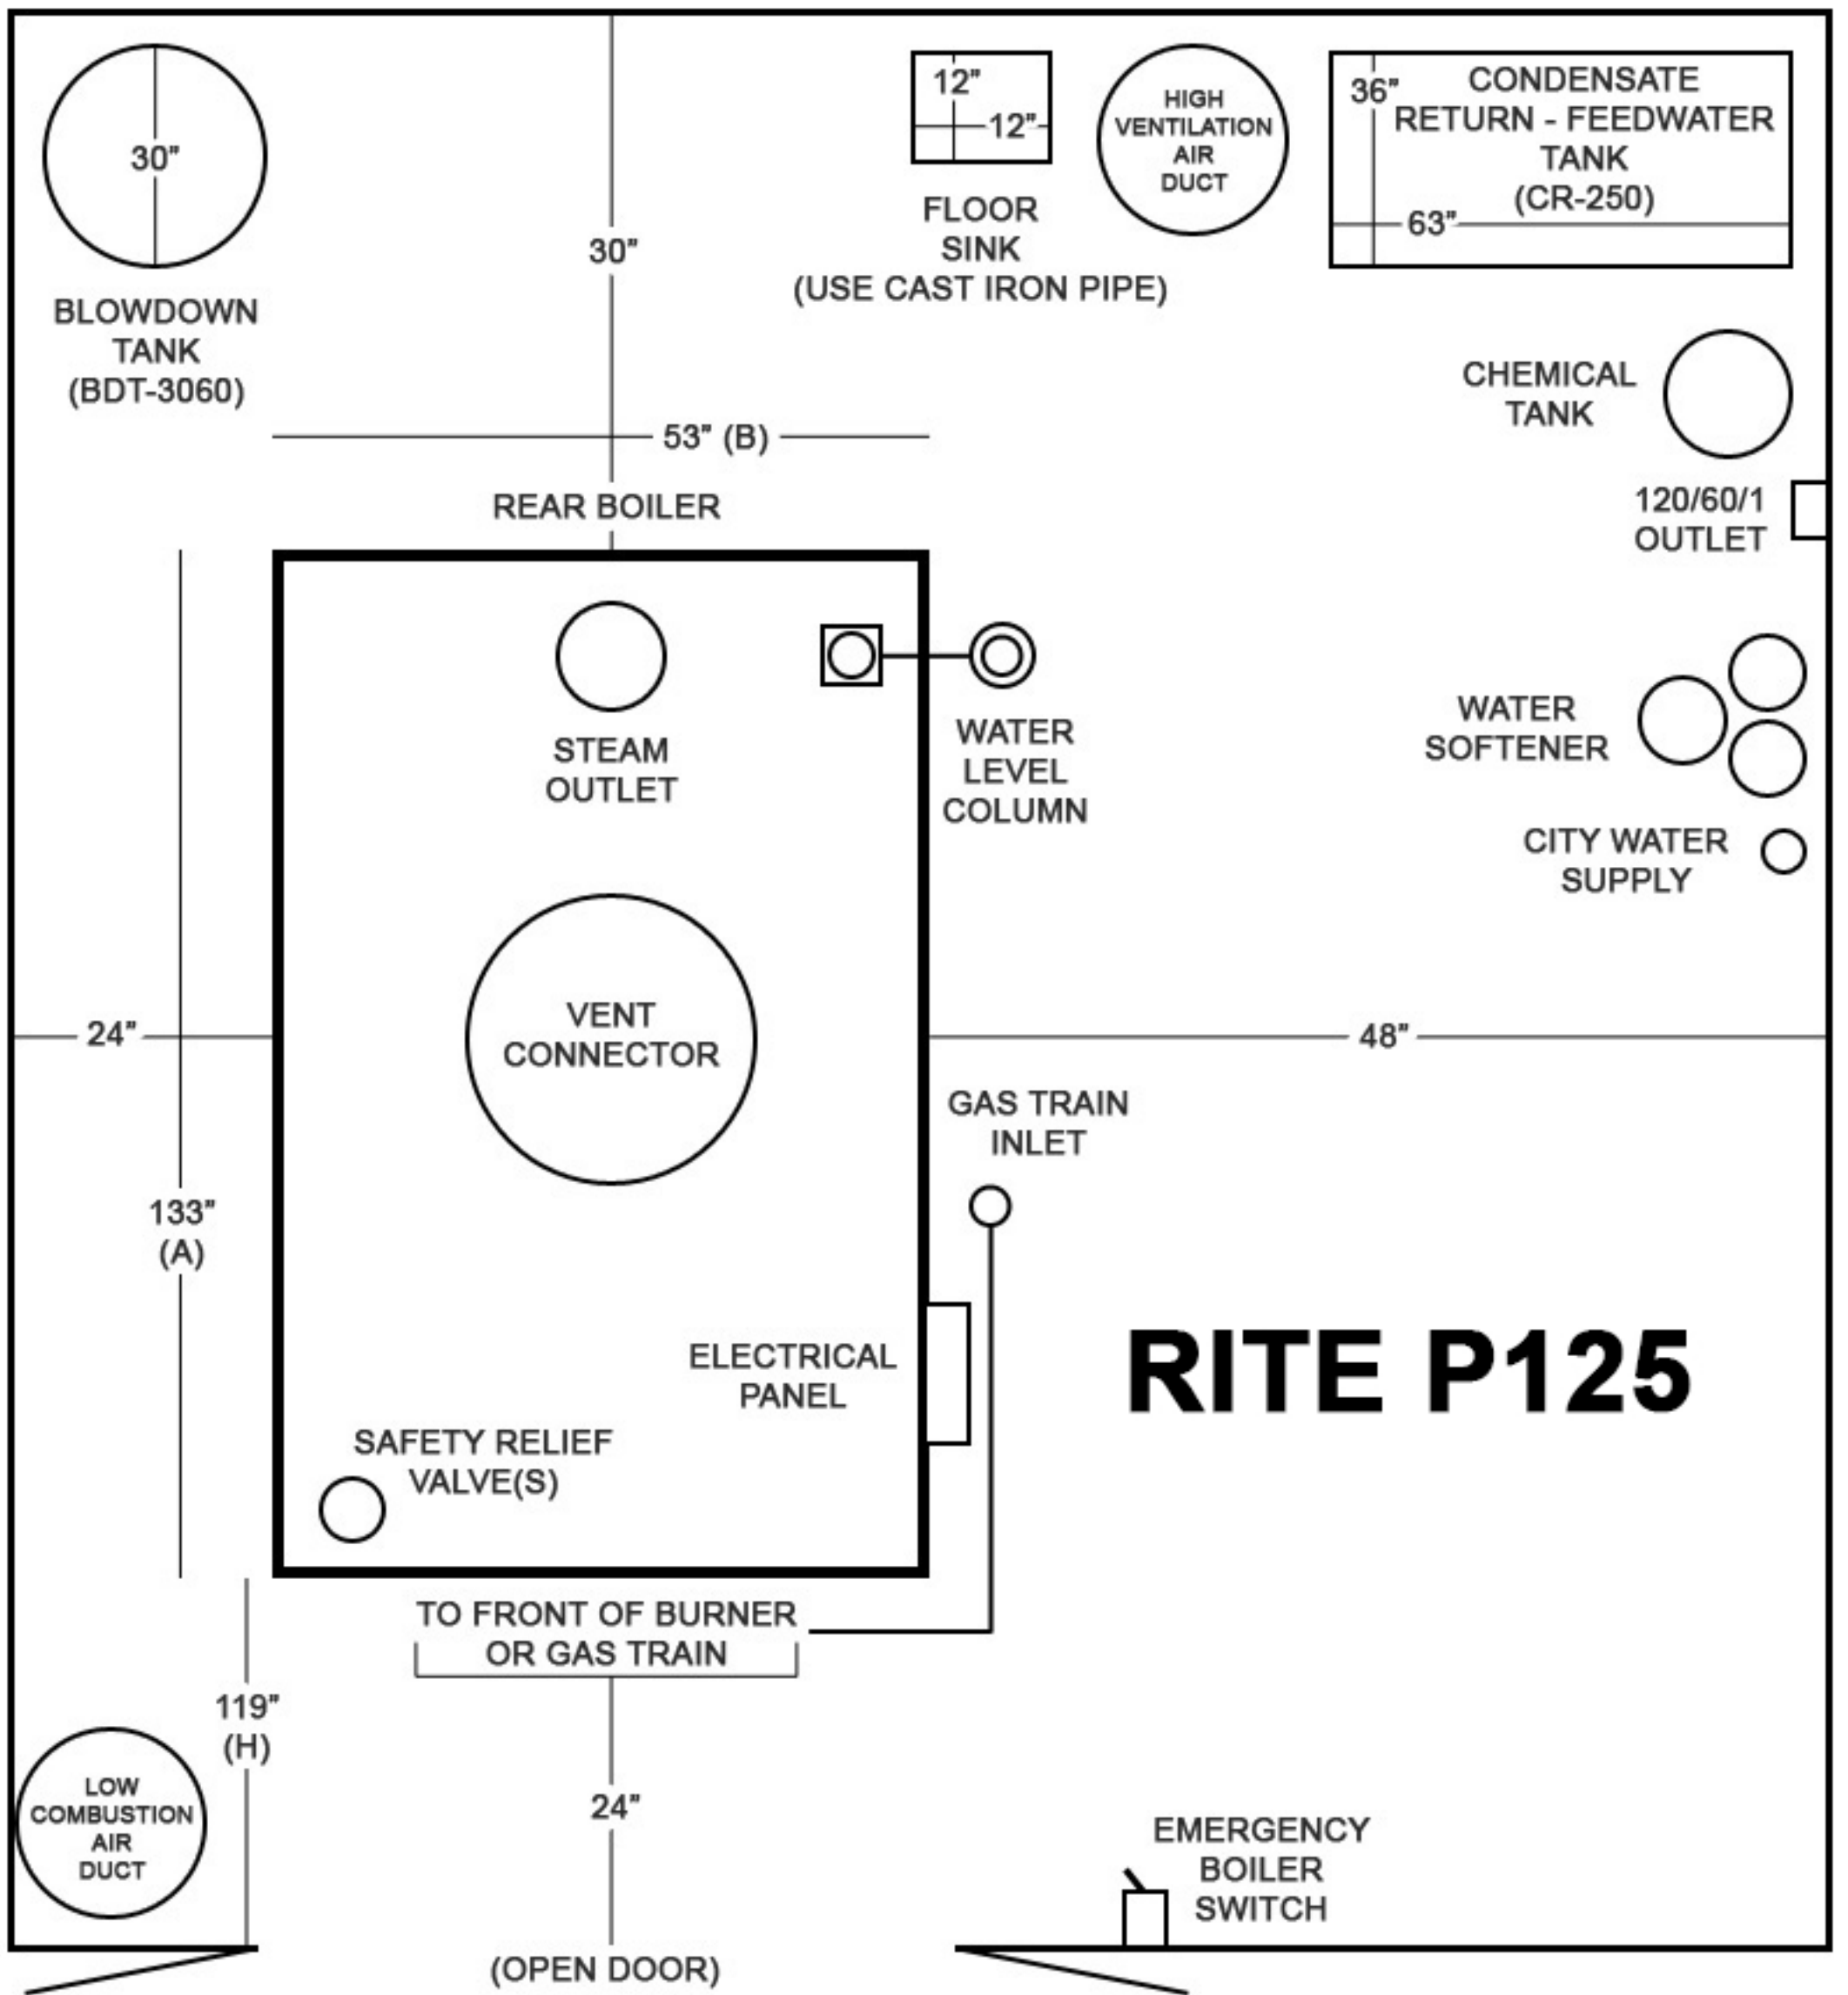 30”
BLOWDOWN
TANK
(BDT-3060)
30”
12”
12”
FLOOR
SINK
(USE CAST IRON PIPE)
HIGH
VENTILATION
AIR
DUCT
36”
CONDENSATE
RETURN - FEEDWATER
TANK
(CR-250)
63”
CHEMICAL
TANK
120/60/1
OUTLET
53” (B)
REAR BOILER
STEAM
OUTLET
WATER
LEVEL
COLUMN
WATER
SOFTENER
CITY WATER
SUPPLY
24”
VENT
CONNECTOR
48”
133”
(A)
GAS TRAIN
INLET
ELECTRICAL
PANEL
RITE P125
SAFETY RELIEF
VALVE(S)
TO FRONT OF BURNER
OR GAS TRAIN
119”
(H)
LOW
COMBUSTION
AIR
DUCT
24”
EMERGENCY
BOILER
SWITCH
(OPEN DOOR)